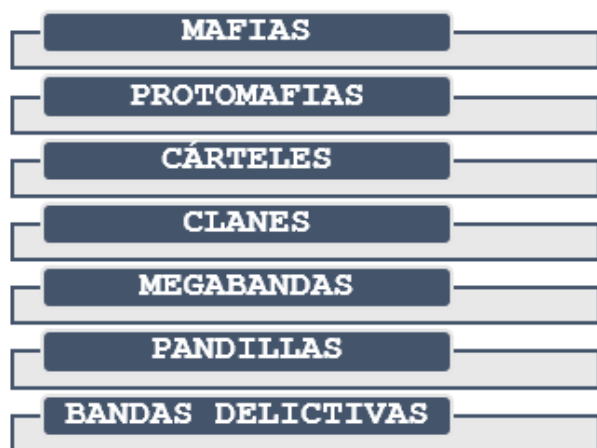 MAFIAS
PROTOMAFIAS
CÁRTELES
CLANES
MEGABANDAS
PANDILLAS
BANDAS DELICTIVAS